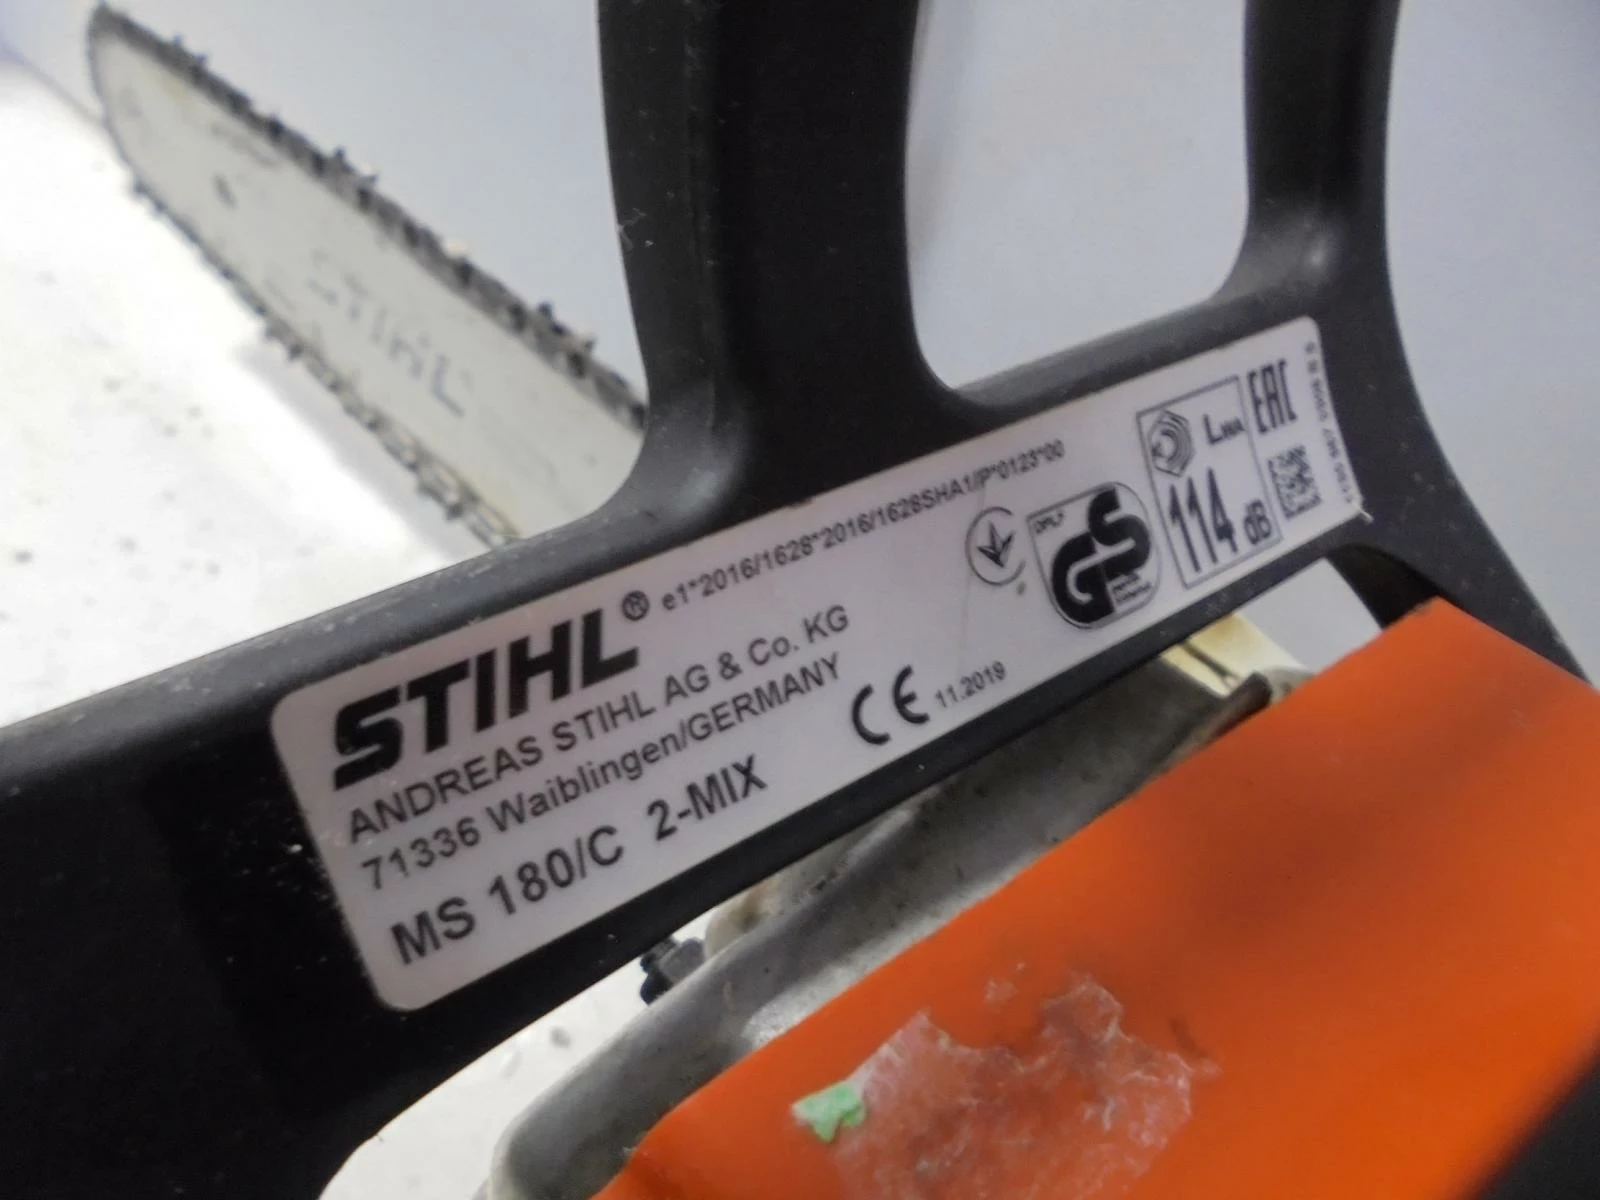 STIHL
STIHL® e1*2016/1628*2016/1628SHA1/P*0123*00
ANDREAS STIHL AG & Co. KG
71336 Waiblingen/GERMANY
MS 180/C 2-MIX
CE 11.2019
DPLF
GS
LWA
114 dB
EAC